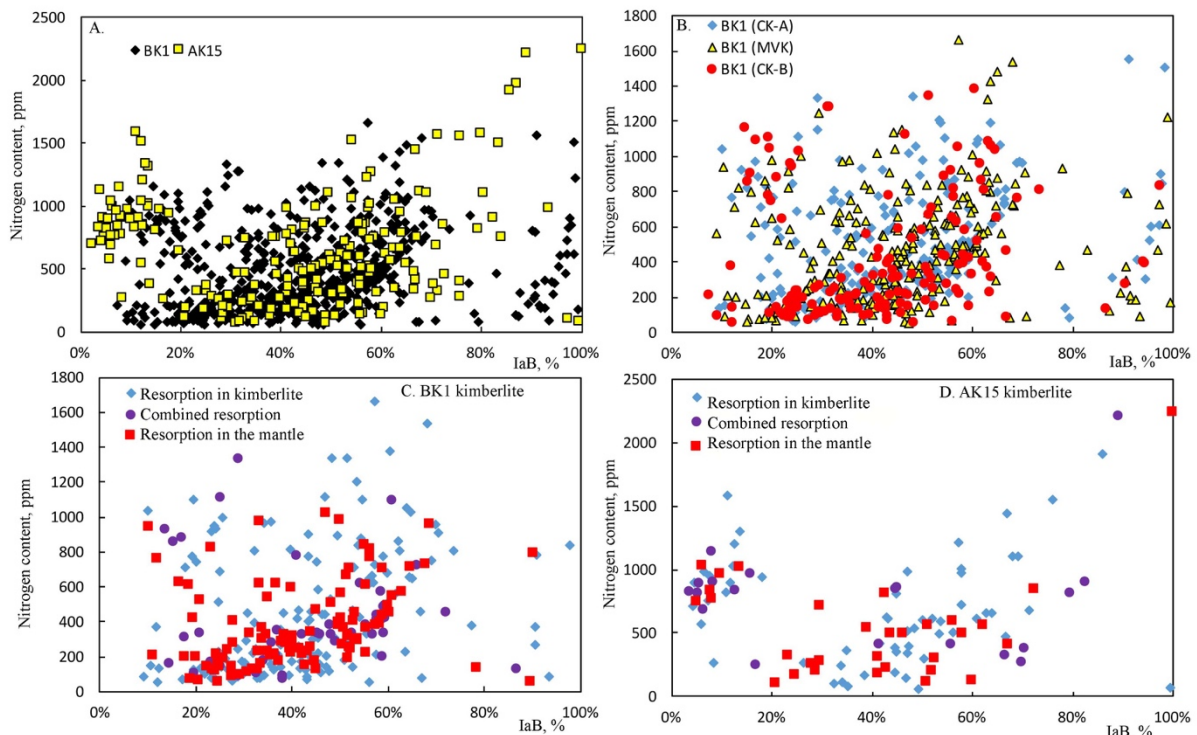 A.
BK1 AK15
Nitrogen content, ppm
2500
2000
1500
1000
500
0
0% 20% 40% 60% 80% 100%
IaB, %
B.
BK1 (CK-A)
BK1 (MVK)
BK1 (CK-B)
Nitrogen content, ppm
1800
1600
1400
1200
1000
800
600
400
200
0
0% 20% 40% 60% 80% 100%
IaB, %
C. BK1 kimberlite
Resorption in kimberlite
Combined resorption
Resorption in the mantle
Nitrogen content, ppm
1800
1600
1400
1200
1000
800
600
400
200
0
0% 20% 40% 60% 80% 100%
IaB, %
D. AK15 kimberlite
Resorption in kimberlite
Combined resorption
Resorption in the mantle
Nitrogen content, ppm
2500
2000
1500
1000
500
0
0% 20% 40% 60% 80% 100%
IaB, %